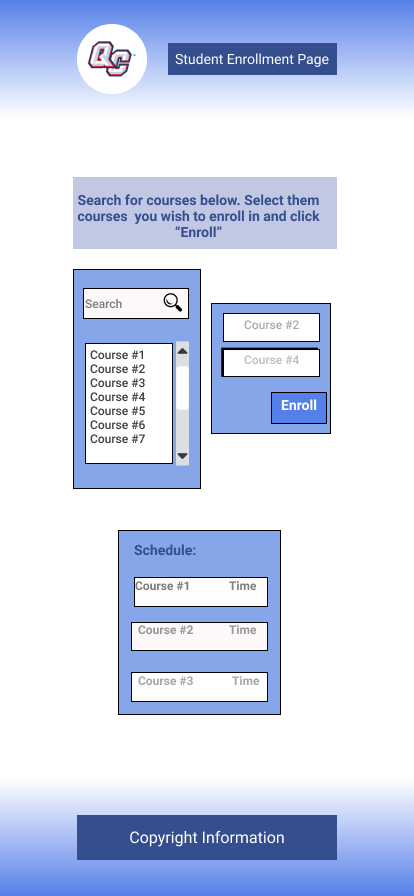 QC
Student Enrollment Page
Search for courses below. Select them
courses you wish to enroll in and click
“Enroll”
Search
Course #1
Course #2
Course #3
Course #4
Course #5
Course #6
Course #7
Course #2
Course #4
Enroll
Schedule:
Course #1 Time
Course #2 Time
Course #3 Time
Copyright Information